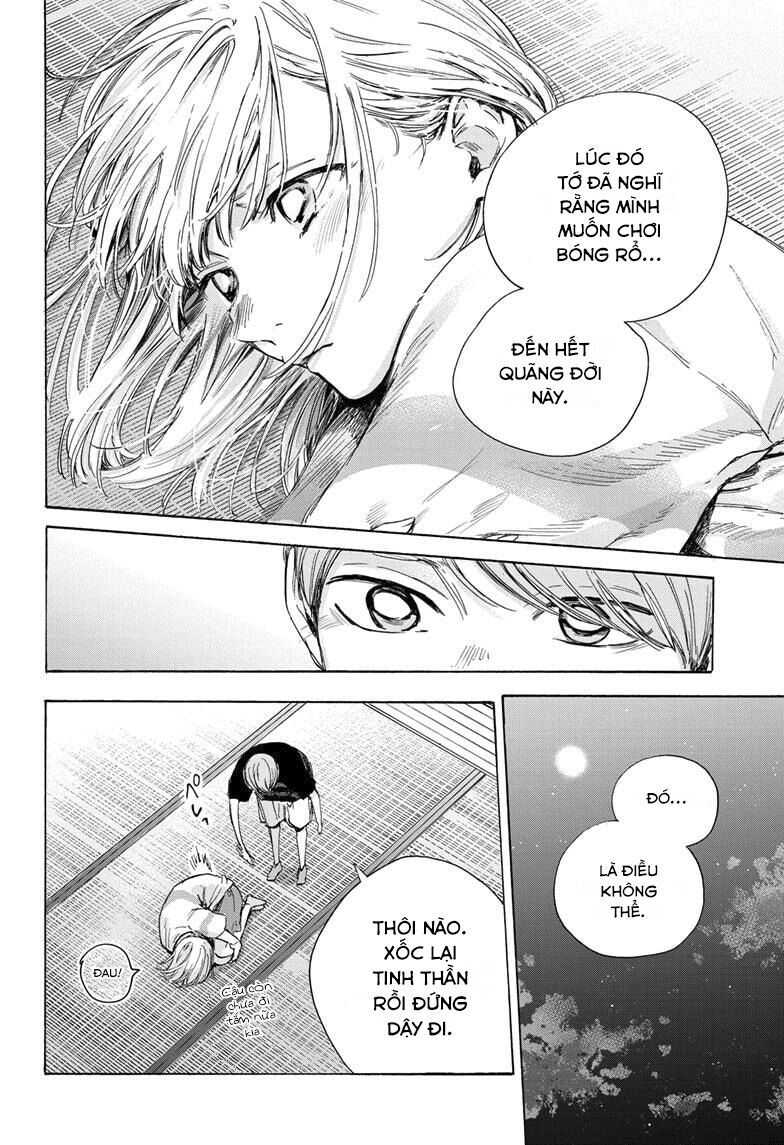 LÚC ĐÓ
TỚ ĐÃ NGHĨ
RẰNG MÌNH
MUỐN CHƠI
BÓNG RỔ...
ĐẾN HẾT
QUÃNG ĐỜI
NÀY.
ĐÓ...
LÀ ĐIỀU
KHÔNG
THỂ.
THÔI NÀO.
XỐC LẠI
TINH THẦN
RỒI ĐỨNG
DẬY ĐI.
Cậu còn
chưa đi
tắm nữa
kìa
ĐAU!